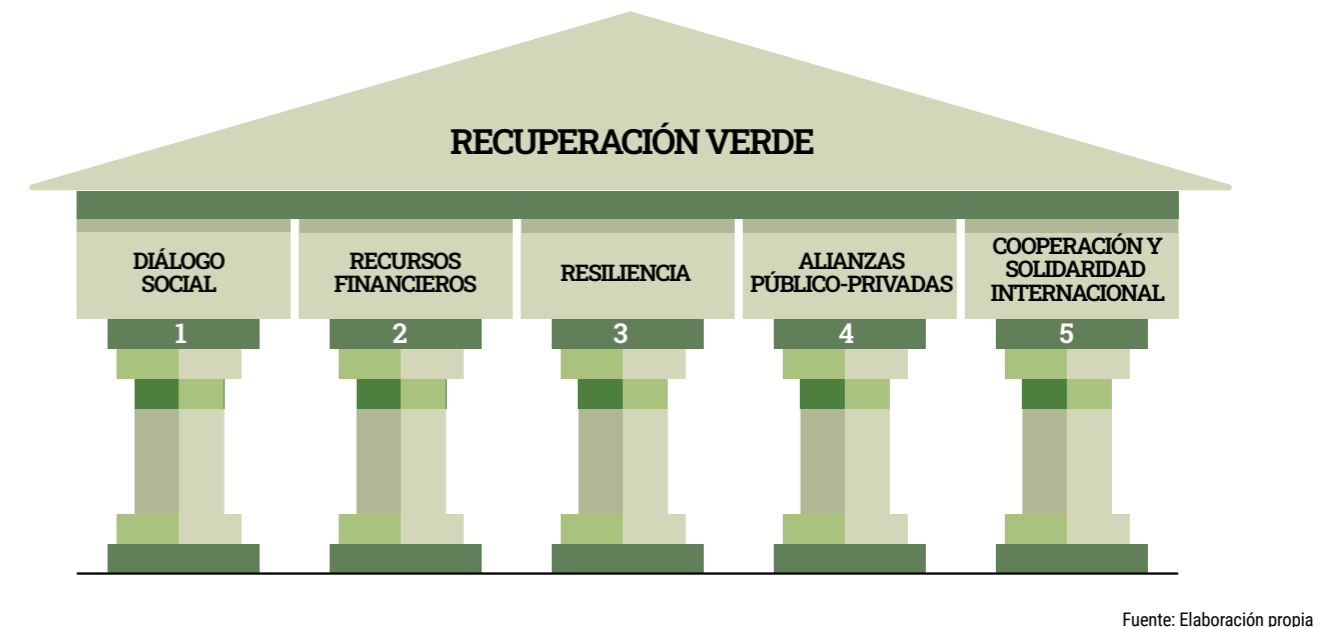 RECUPERACIÓN VERDE
DIÁLOGO
SOCIAL
RECURSOS
FINANCIEROS
RESILIENCIA
ALIANZAS
PÚBLICO-PRIVADAS
COOPERACIÓN Y
SOLIDARIDAD
INTERNACIONAL
1
2
3
4
5
Fuente: Elaboración propia